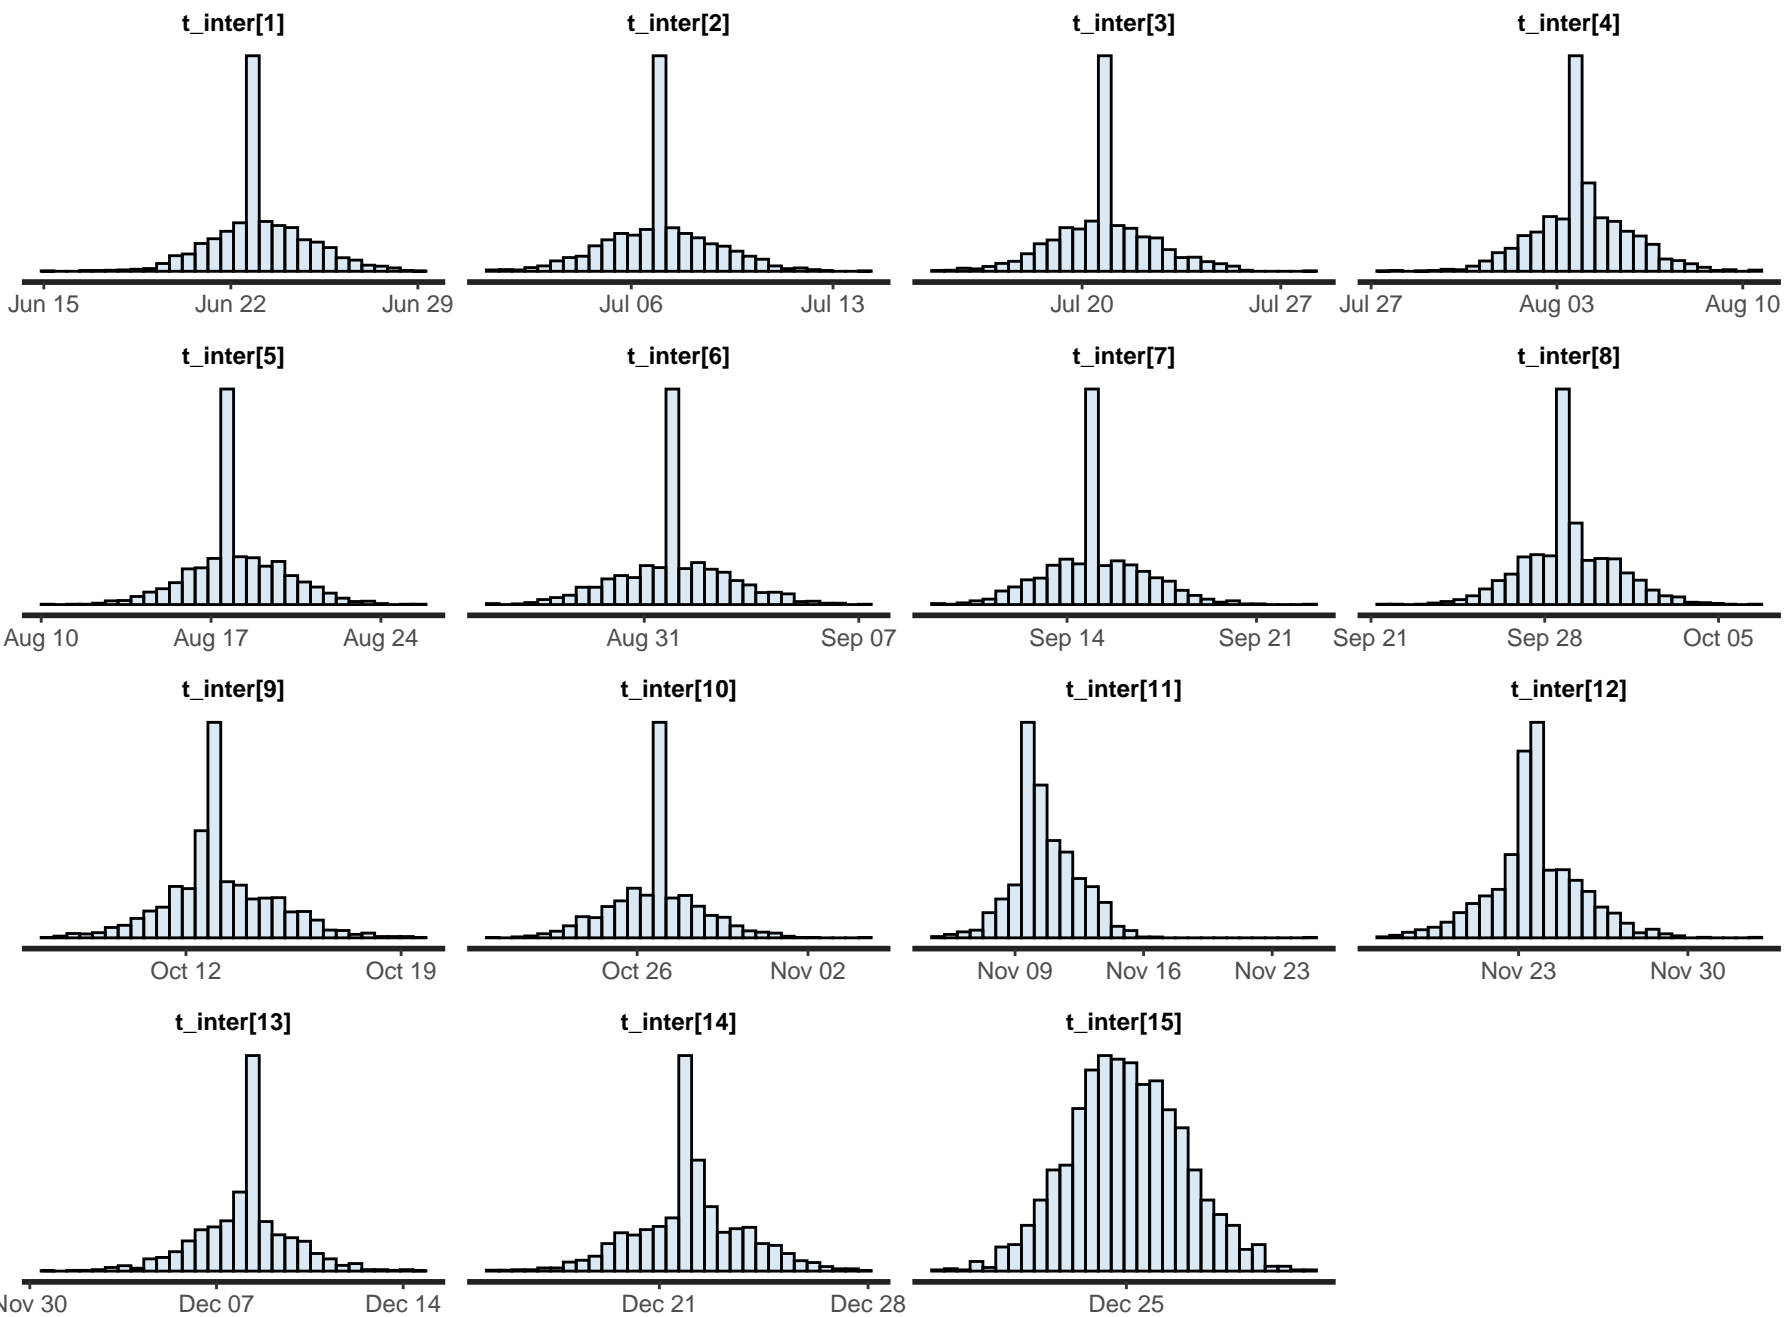 t_inter[1] t_inter[2] t_inter[3] t_inter[4]
Jun 15 Jun 22 Jun 29 Jul 06 Jul 13 Jul 20 Jul 27 Jul 27 Aug 03 Aug 10
t_inter[5] t_inter[6] t_inter[7] t_inter[8]
Aug 10 Aug 17 Aug 24 Aug 31 Sep 07 Sep 14 Sep 21 Sep 21 Sep 28 Oct 05
t_inter[9] t_inter[10] t_inter[11] t_inter[12]
Oct 12 Oct 19 Oct 26 Nov 02 Nov 09 Nov 16 Nov 23 Nov 23 Nov 30
t_inter[13] t_inter[14] t_inter[15]
Nov 30 Dec 07 Dec 14 Dec 21 Dec 28 Dec 25